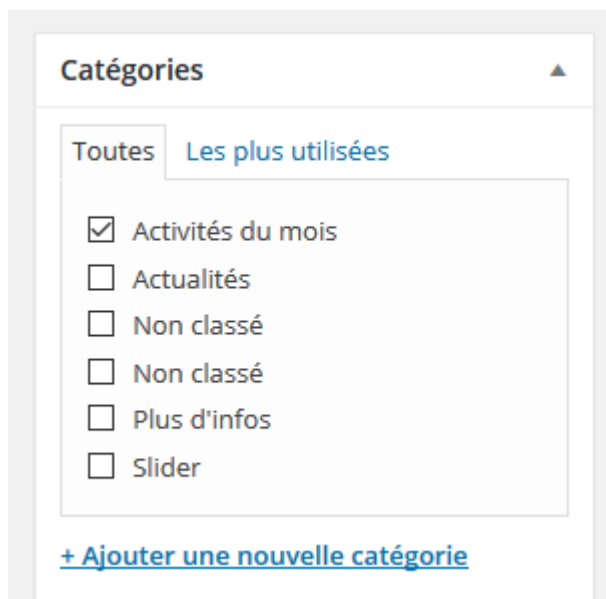 Catégories
Toutes Les plus utilisées
Activités du mois
Actualités
Non classé
Non classé
Plus d'infos
Slider
+ Ajouter une nouvelle catégorie